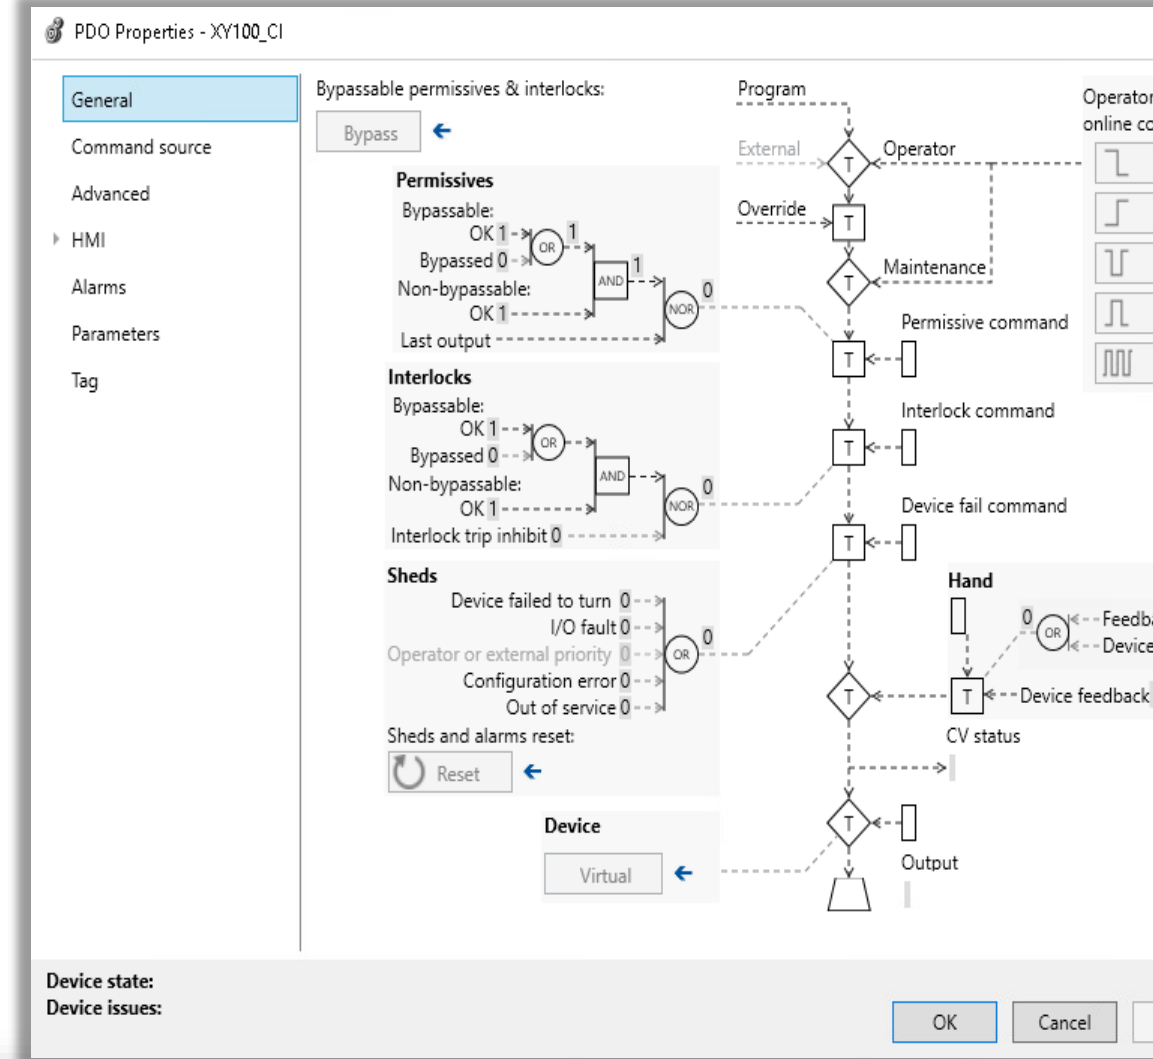 PDO Properties - XY100_CI
General
Command source
Advanced
HMI
Alarms
Parameters
Tag
Bypassable permissives & interlocks:
Bypass
Permissives
Bypassable:
OK 1
OR 1
Bypassed 0
AND 1
Non-bypassable:
OK 1
NOR 0
Last output
Interlocks
Bypassable:
OK 1
OR
Bypassed 0
AND
Non-bypassable:
OK 1
NOR 0
Interlock trip inhibit 0
Sheds
Device failed to turn 0
I/O fault 0
Operator or external priority 0
OR 0
Configuration error 0
Out of service 0
Sheds and alarms reset:
Reset
Device
Virtual
Program
External
T
Operator
Override
T
Maintenance
T
Permissive command
T
Interlock command
T
Device fail command
T
Operator
online co
Hand
0
OR
Feedba
Device
T
T
Device feedback
CV status
T
Output
Device state:
Device issues:
OK
Cancel